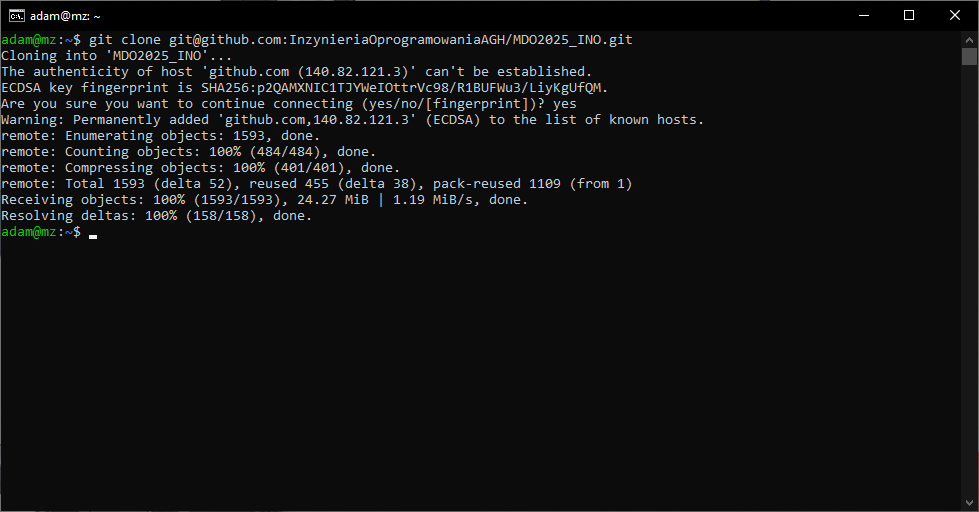 adam@mz: ~
adam@mz:~$ git clone git@github.com:InzynieriaOprogramowaniaAGH/MDO2025_INO.git
Cloning into 'MDO2025_INO'...
The authenticity of host 'github.com (140.82.121.3)' can't be established.
ECDSA key fingerprint is SHA256:p2QAMXNIC1TJYWeIOttrVc98/R1BUFWu3/LiyKgUfQM.
Are you sure you want to continue connecting (yes/no/[fingerprint])? yes
Warning: Permanently added 'github.com,140.82.121.3' (ECDSA) to the list of known hosts.
remote: Enumerating objects: 1593, done.
remote: Counting objects: 100% (484/484), done.
remote: Compressing objects: 100% (401/401), done.
remote: Total 1593 (delta 52), reused 455 (delta 38), pack-reused 1109 (from 1)
Receiving objects: 100% (1593/1593), 24.27 MiB | 1.19 MiB/s, done.
Resolving deltas: 100% (158/158), done.
adam@mz:~$